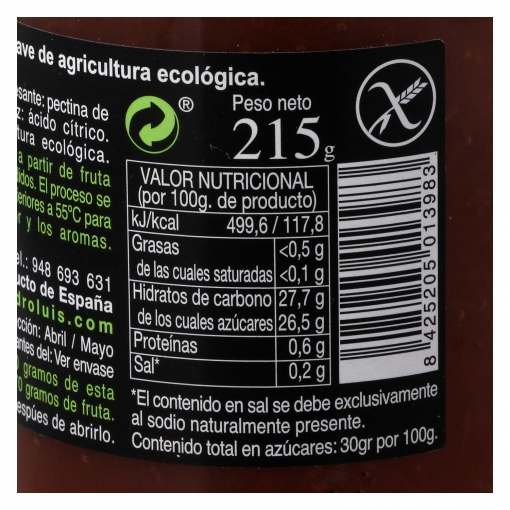 ave de agricultura ecológica.
esante: pectina de
z: ácido cítrico.
tura ecológica.
a partir de fruta
El proceso se
eriores a 55ºC para
r y los aromas.
el.: 948 693 631
ucto de España
droluis.com
cción: Abril / Mayo
entes del: Ver envase
gramos de esta
0 gramos de fruta.
espúes de abrirlo.
®
Peso neto
215g
VALOR NUTRICIONAL
(por 100g. de producto)
kJ/kcal 499,6 / 117,8
Grasas <0,5 g
de las cuales saturadas <0,1 g
Hidratos de carbono 27,7 g
de los cuales azúcares 26,5 g
Proteínas 0,6 g
Sal* 0,2 g
*El contenido en sal se debe exclusivamente
al sodio naturalmente presente.
Contenido total en azúcares: 30gr por 100g.
8 425205 013983